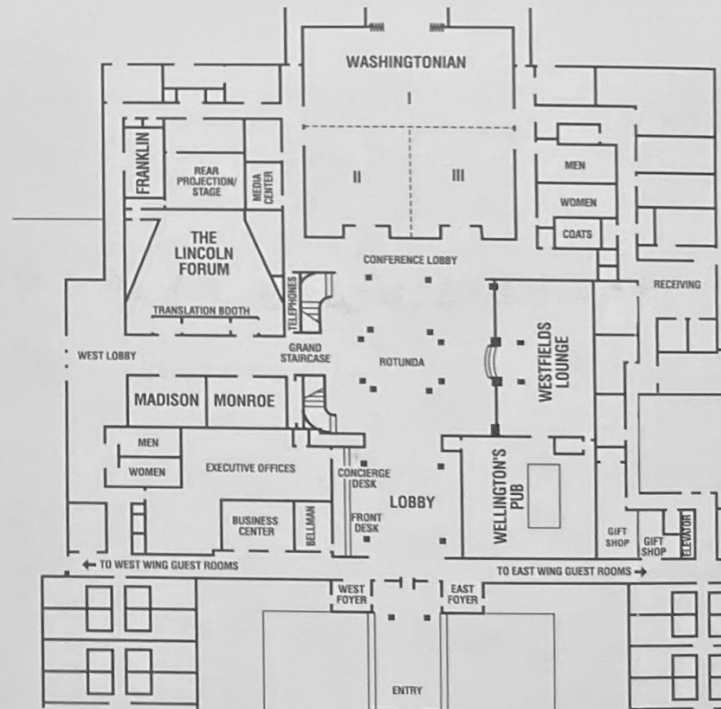 WASHINGTONIAN
I
II
III
FRANKLIN
REAR
PROJECTION/
STAGE
MEDIA
CENTER
MEN
WOMEN
COATS
THE
LINCOLN
FORUM
TRANSLATION BOOTH
TELEPHONES
CONFERENCE LOBBY
RECEIVING
WEST LOBBY
GRAND
STAIRCASE
ROTUNDA
WESTFIELDS
LOUNGE
MADISON
MONROE
MEN
WOMEN
EXECUTIVE OFFICES
CONCIERGE
DESK
LOBBY
WELLINGTON'S
PUB
BUSINESS
CENTER
BELLMAN
FRONT
DESK
GIFT
SHOP
GIFT
SHOP
ELEVATOR
← TO WEST WING GUEST ROOMS
TO EAST WING GUEST ROOMS →
WEST
FOYER
EAST
FOYER
ENTRY